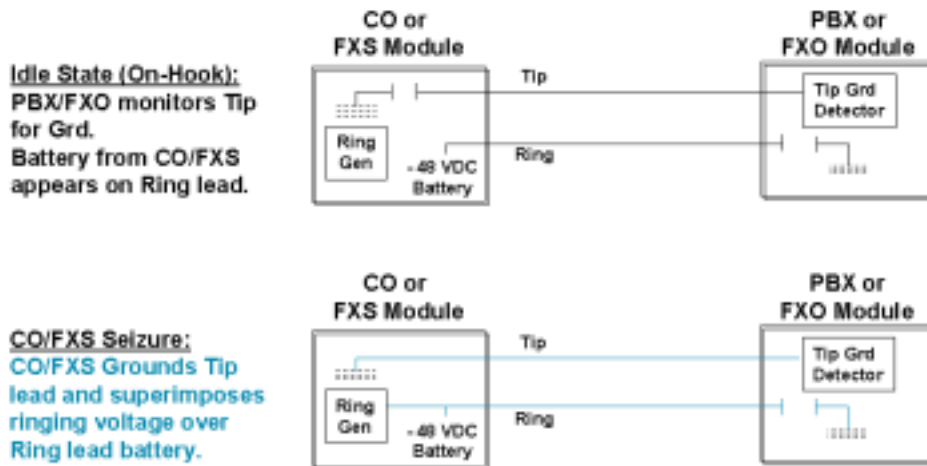 CO or
FXS Module
PBX or
FXO Module
Idle State (On-Hook):
PBX/FXO monitors Tip
for Grd.
Battery from CO/FXS
appears on Ring lead.
Tip
Tip Grd
Detector
Ring
Gen
-48 VDC
Battery
Ring
CO or
FXS Module
PBX or
FXO Module
CO/FXS Seizure:
CO/FXS Grounds Tip
lead and superimposes
ringing voltage over
Ring lead battery.
Tip
Tip Grd
Detector
Ring
Gen
-48 VDC
Battery
Ring